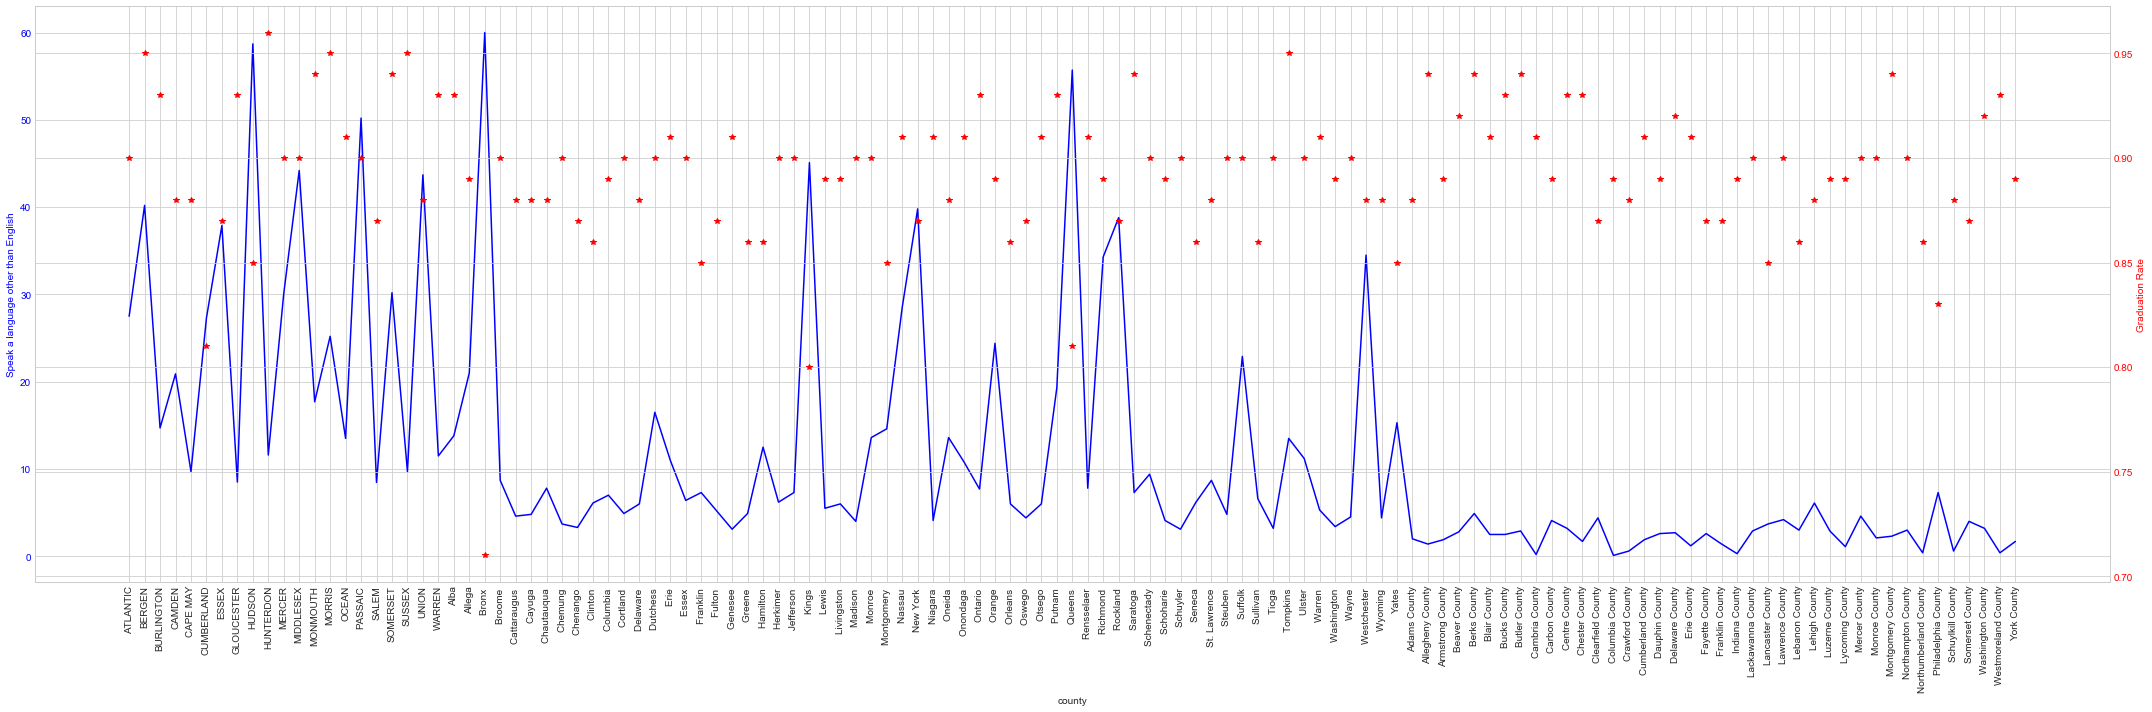 60
50
40
30
20
10
0
Speak a language other than English
0.95
0.90
0.85
0.80
0.75
0.70
Graduation Rate
ATLANTIC
BERGEN
BURLINGTON
CAMDEN
CAPE MAY
CUMBERLAND
ESSEX
GLOUCESTER
HUDSON
HUNTERDON
MERCER
MIDDLESEX
MONMOUTH
MORRIS
OCEAN
PASSAIC
SALEM
SOMERSET
SUSSEX
UNION
WARREN
Alba
Allega
Bronx
Broome
Cattaraugus
Cayuga
Chautauqua
Chemung
Chenango
Clinton
Columbia
Cortland
Delaware
Dutchess
Erie
Essex
Franklin
Fulton
Genesee
Greene
Hamilton
Herkimer
Jefferson
Kings
Lewis
Livingston
Madison
Monroe
Montgomery
Nassau
New York
Niagara
Oneida
Onondaga
Ontario
Orange
Orleans
Oswego
Otsego
Putnam
Queens
Rensselaer
Richmond
Rockland
Saratoga
Schenectady
Schoharie
Schuyler
Seneca
St. Lawrence
Steuben
Suffolk
Sullivan
Tioga
Tompkins
Ulster
Warren
Washington
Wayne
Westchester
Wyoming
Yates
Adams County
Allegheny County
Armstrong County
Beaver County
Berks County
Blair County
Bucks County
Butler County
Cambria County
Carbon County
Centre County
Chester County
Clearfield County
Columbia County
Crawford County
Cumberland County
Dauphin County
Delaware County
Erie County
Fayette County
Franklin County
Indiana County
Lackawanna County
Lancaster County
Lawrence County
Lebanon County
Lehigh County
Luzerne County
Lycoming County
Mercer County
Monroe County
Montgomery County
Northampton County
Northumberland County
Philadelphia County
Schuylkill County
Somerset County
Washington County
Westmoreland County
York County
county